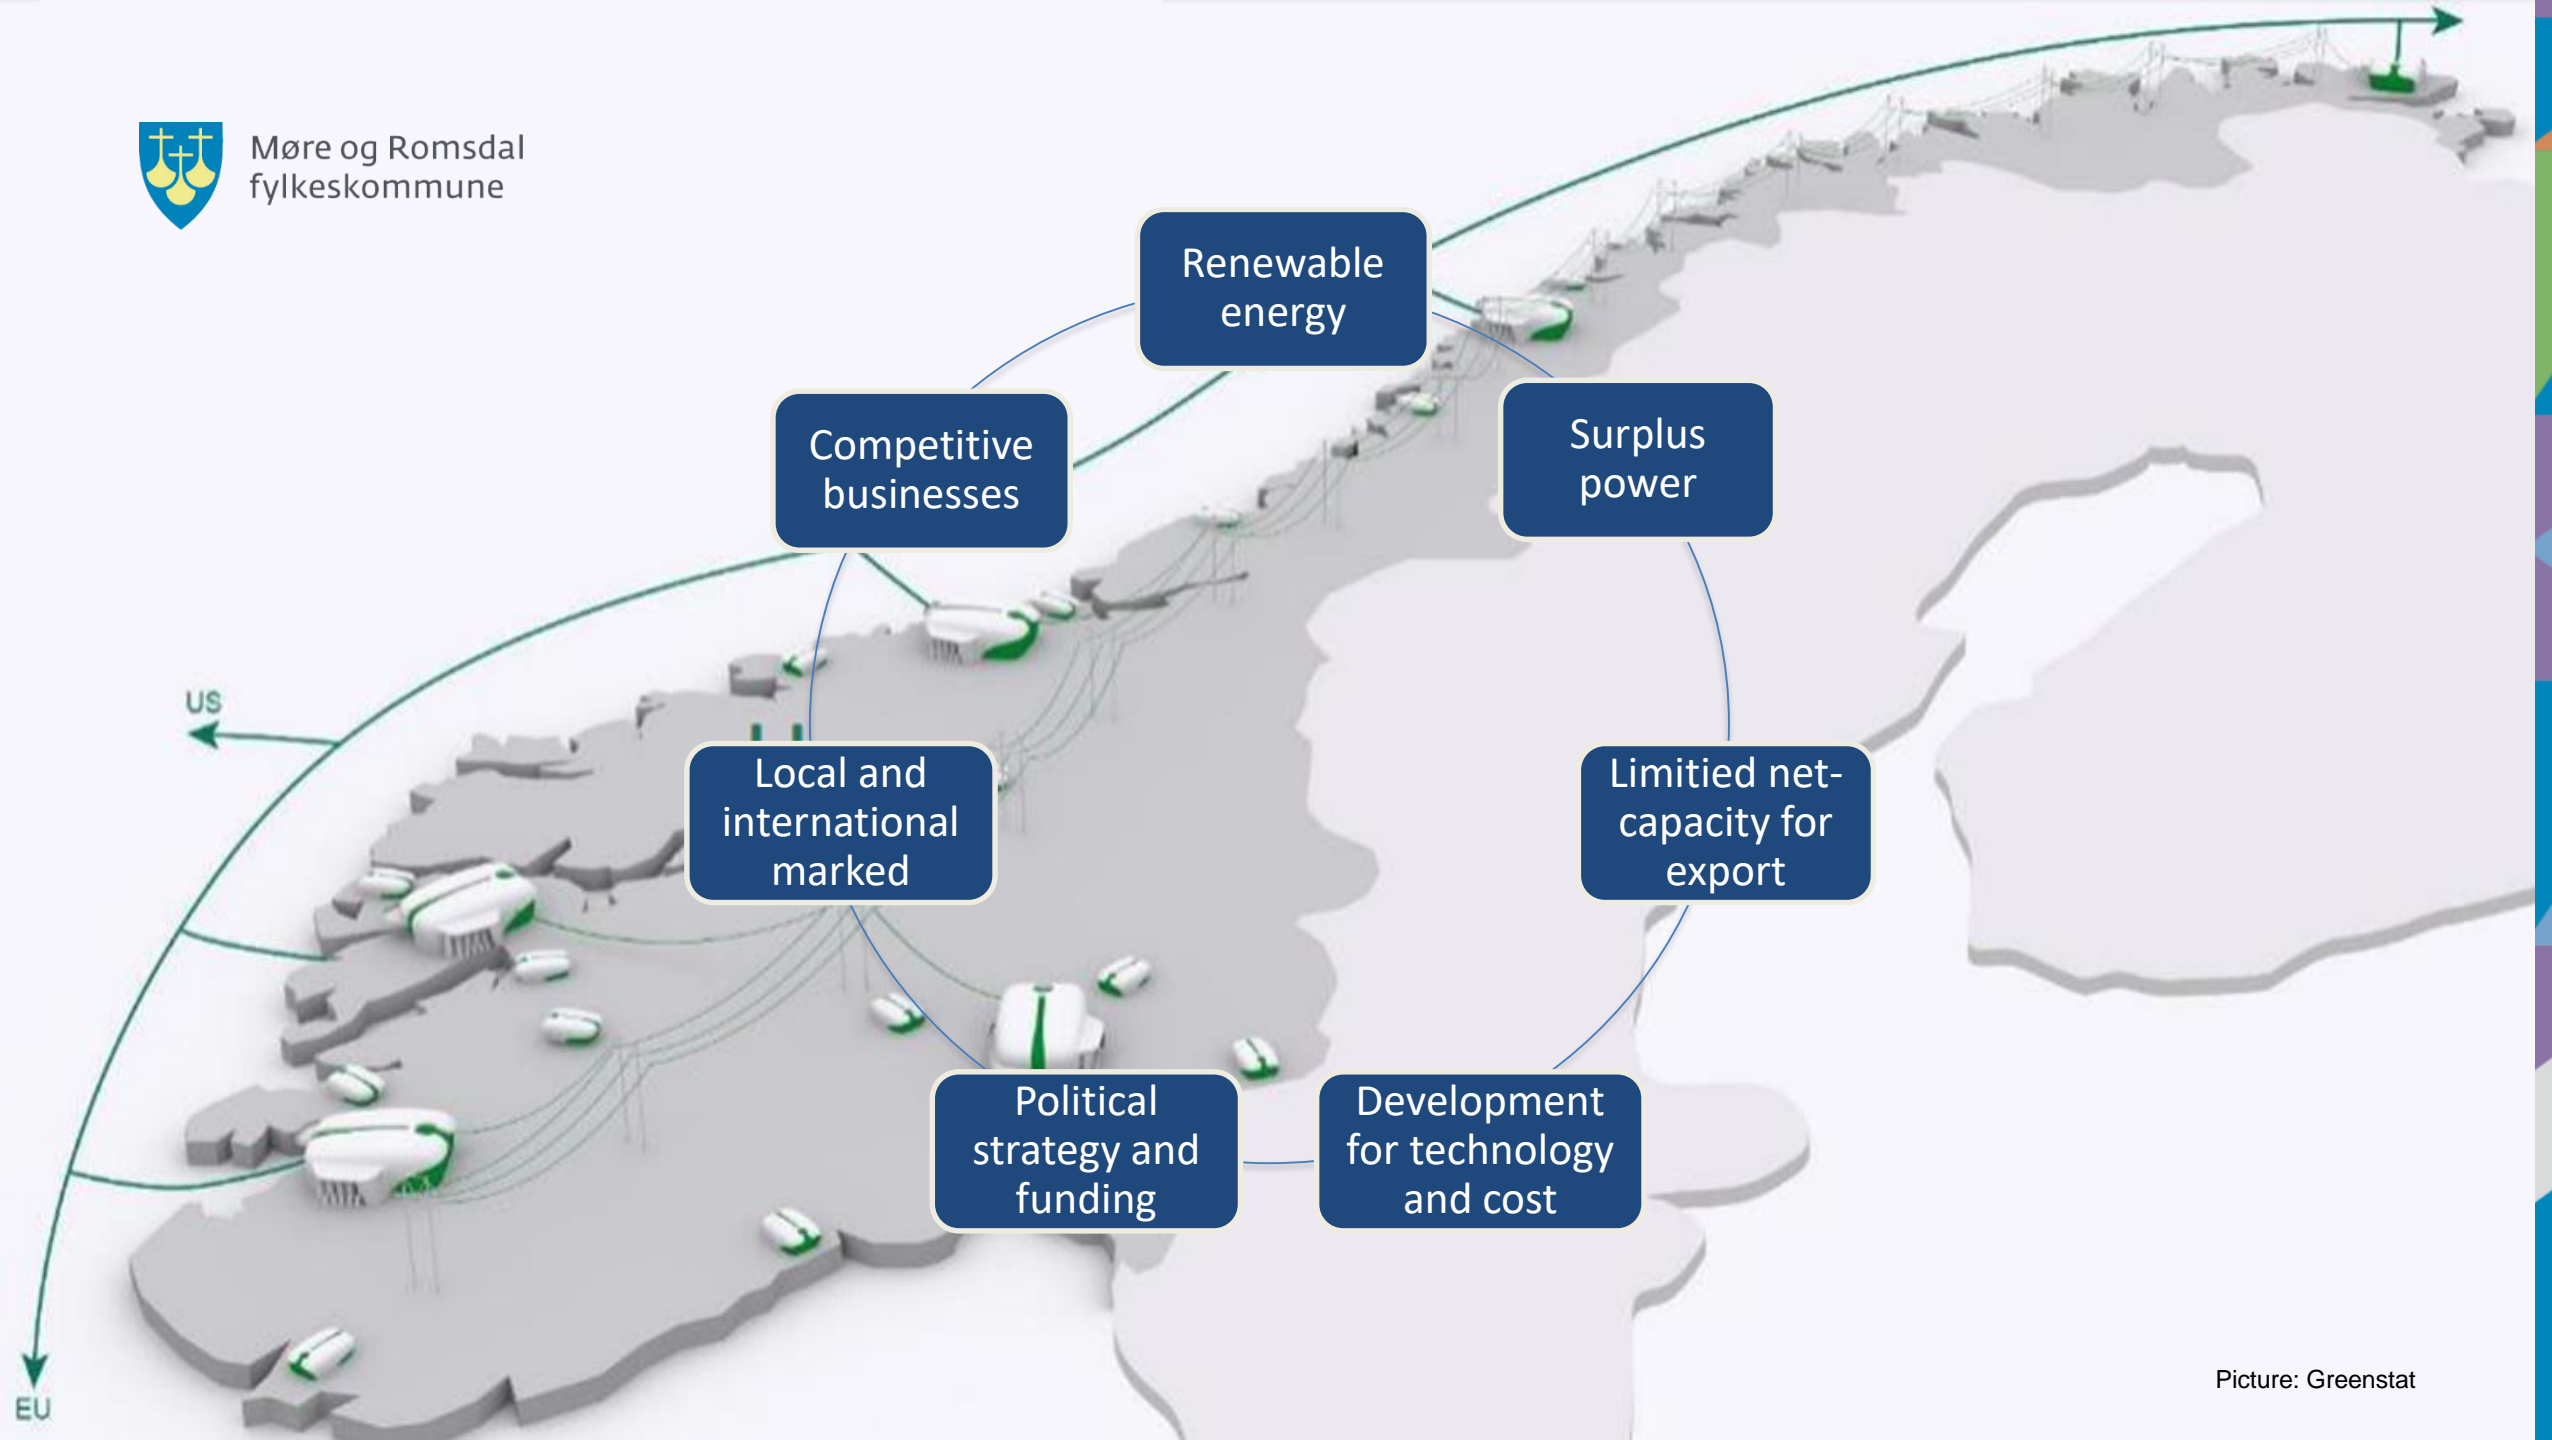 Møre og Romsdal
fylkeskommune
Renewable
energy
Competitive
businesses
Surplus
power
US
Local and
international
marked
Limitied net-
capacity for
export
Political
strategy and
funding
Development
for technology
and cost
Picture: Greenstat
EU